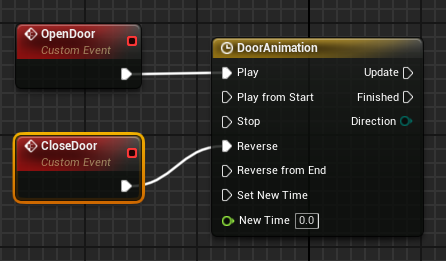 OpenDoor
Custom Event
DoorAnimation
Play
Update
Play from Start
Finished
Stop
Direction
CloseDoor
Custom Event
Reverse
Reverse from End
Set New Time
New Time 0.0